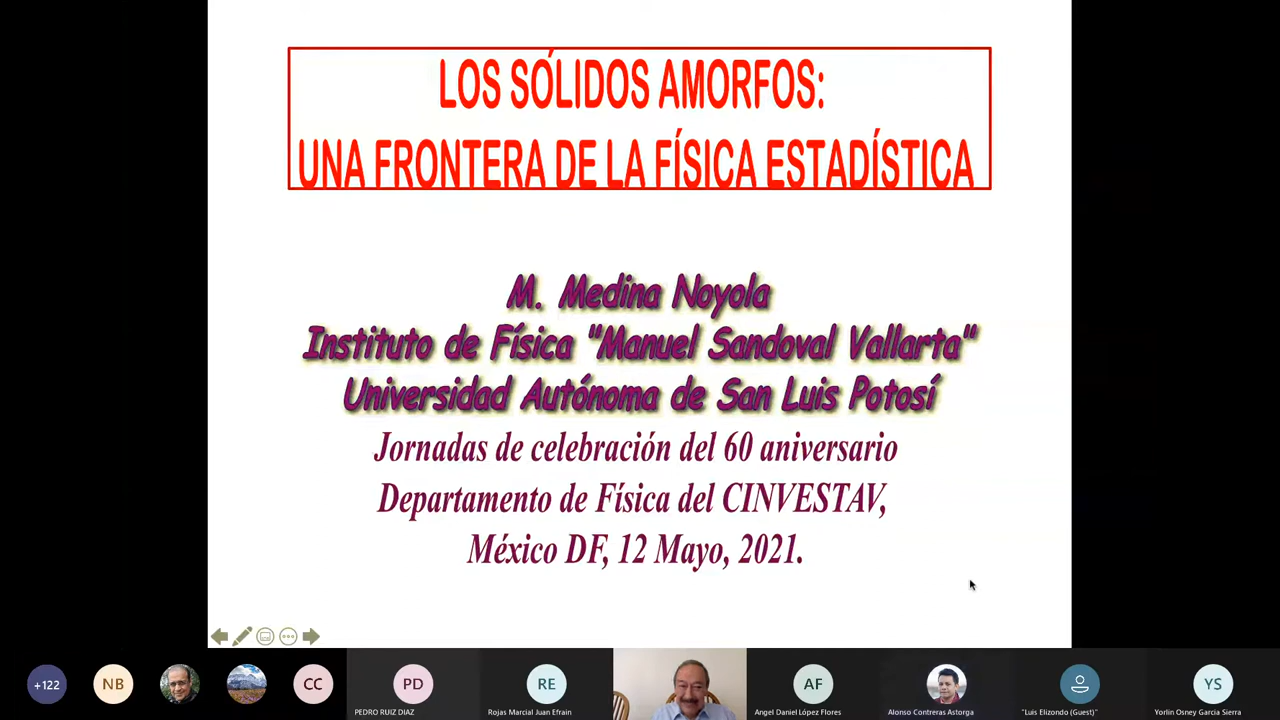 LOS SÓLIDOS AMORFOS:
UNA FRONTERA DE LA FÍSICA ESTADÍSTICA
M. Medina Noyola
Instituto de Física "Manuel Sandoval Vallarta"
Universidad Autónoma de San Luis Potosí
Jornadas de celebración del 60 aniversario
Departamento de Física del CINVESTAV,
México DF, 12 Mayo, 2021.
+122
NB
CC
PD
RE
AF
YS
PEDRO RUIZ DIAZ
Rojas Marcial Juan Efrain
Angel Daniel López Flores
Alonso Contreras Astorga
"Luis Elizondo (Guest)"
Yorlin Osney Garcia Sierra